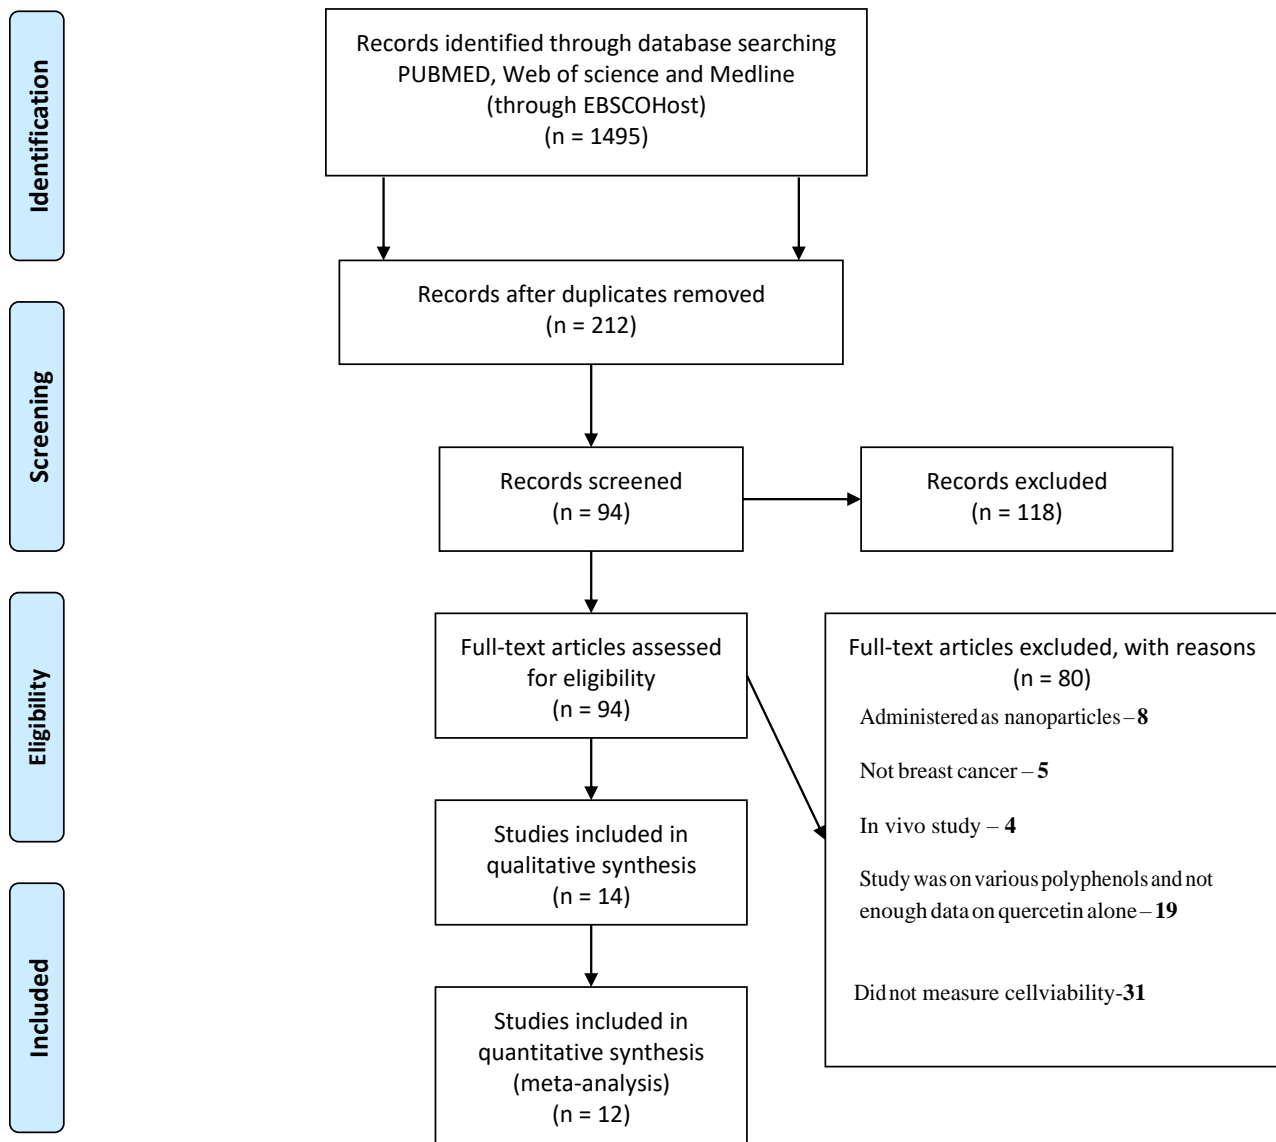 Identification
Records identified through database searching
PUBMED, Web of science and Medline
(through EBSCOHost)
(n = 1495)
Records after duplicates removed
(n = 212)
Screening
Records screened
(n = 94)
Records excluded
(n = 118)
Eligibility
Full-text articles assessed
for eligibility
(n = 94)
Full-text articles excluded, with reasons
(n = 80)
Administered as nanoparticles – 8
Not breast cancer – 5
In vivo study – 4
Study was on various polyphenols and not
enough data on quercetin alone – 19
Did not measure cellviability-31
Studies included in
qualitative synthesis
(n = 14)
Included
Studies included in
quantitative synthesis
(meta-analysis)
(n = 12)